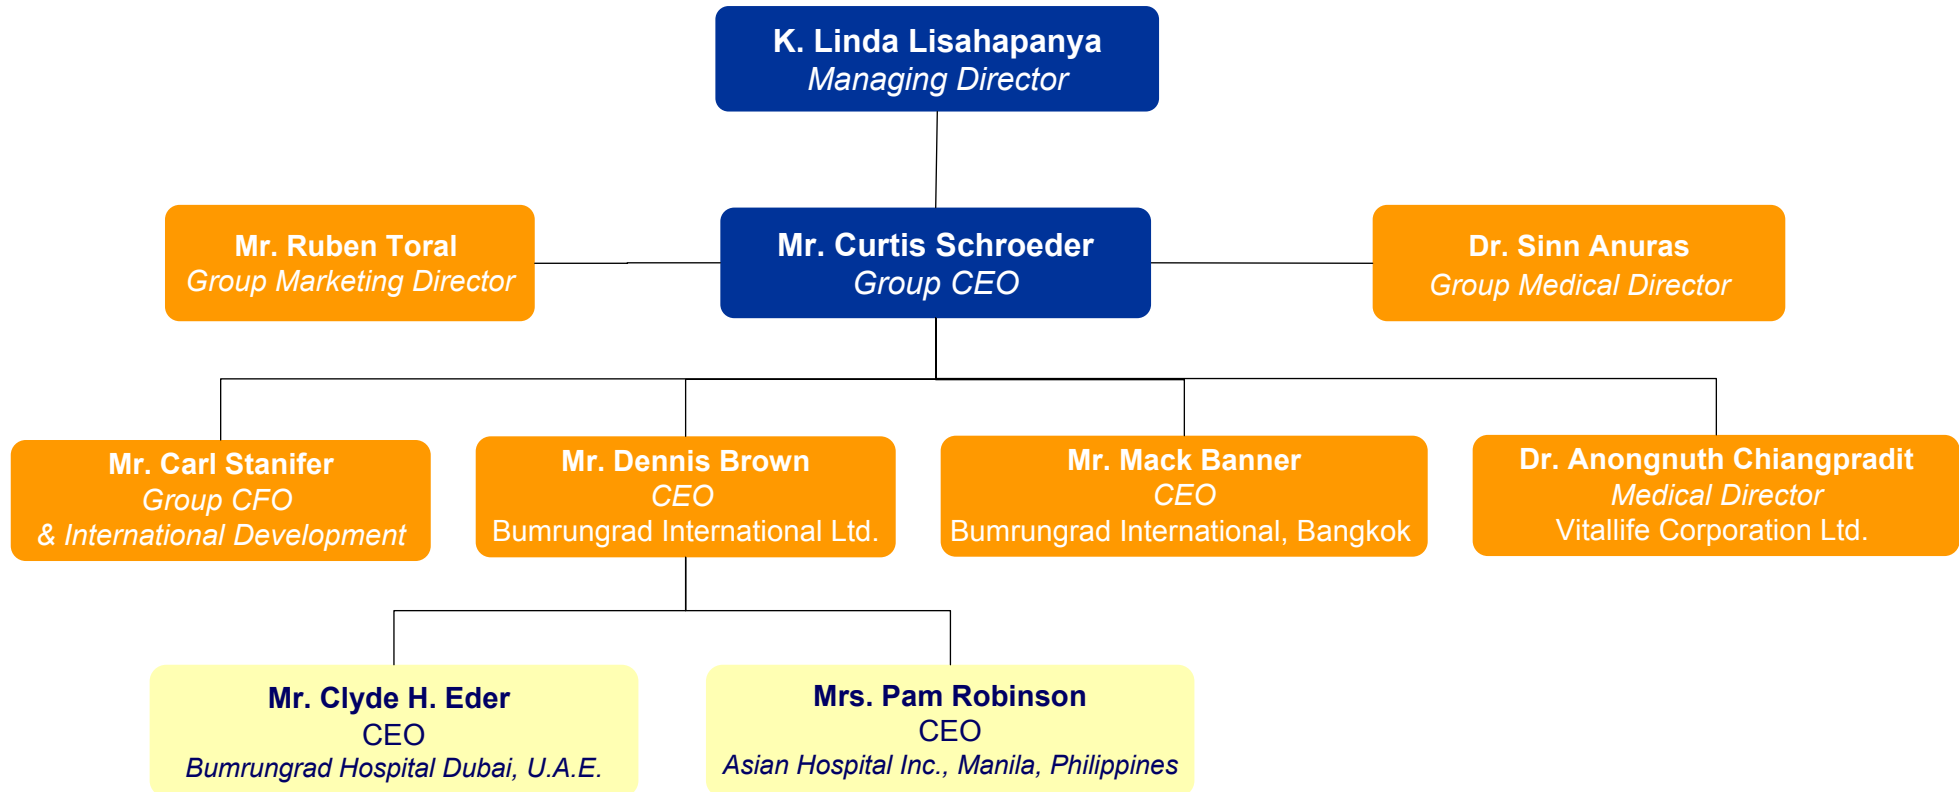 K. Linda Lisahapanya
Managing Director
Mr. Ruben Toral
Group Marketing Director
Mr. Curtis Schroeder
Group CEO
Dr. Sinn Anuras
Group Medical Director
Mr. Carl Stanifer
Group CFO
& International Development
Mr. Dennis Brown
CEO
Bumrungrad International Ltd.
Mr. Mack Banner
CEO
Bumrungrad International, Bangkok
Dr. Anongnuth Chiangpradit
Medical Director
Vitallife Corporation Ltd.
Mr. Clyde H. Eder
CEO
Bumrungrad Hospital Dubai, U.A.E.
Mrs. Pam Robinson
CEO
Asian Hospital Inc., Manila, Philippines